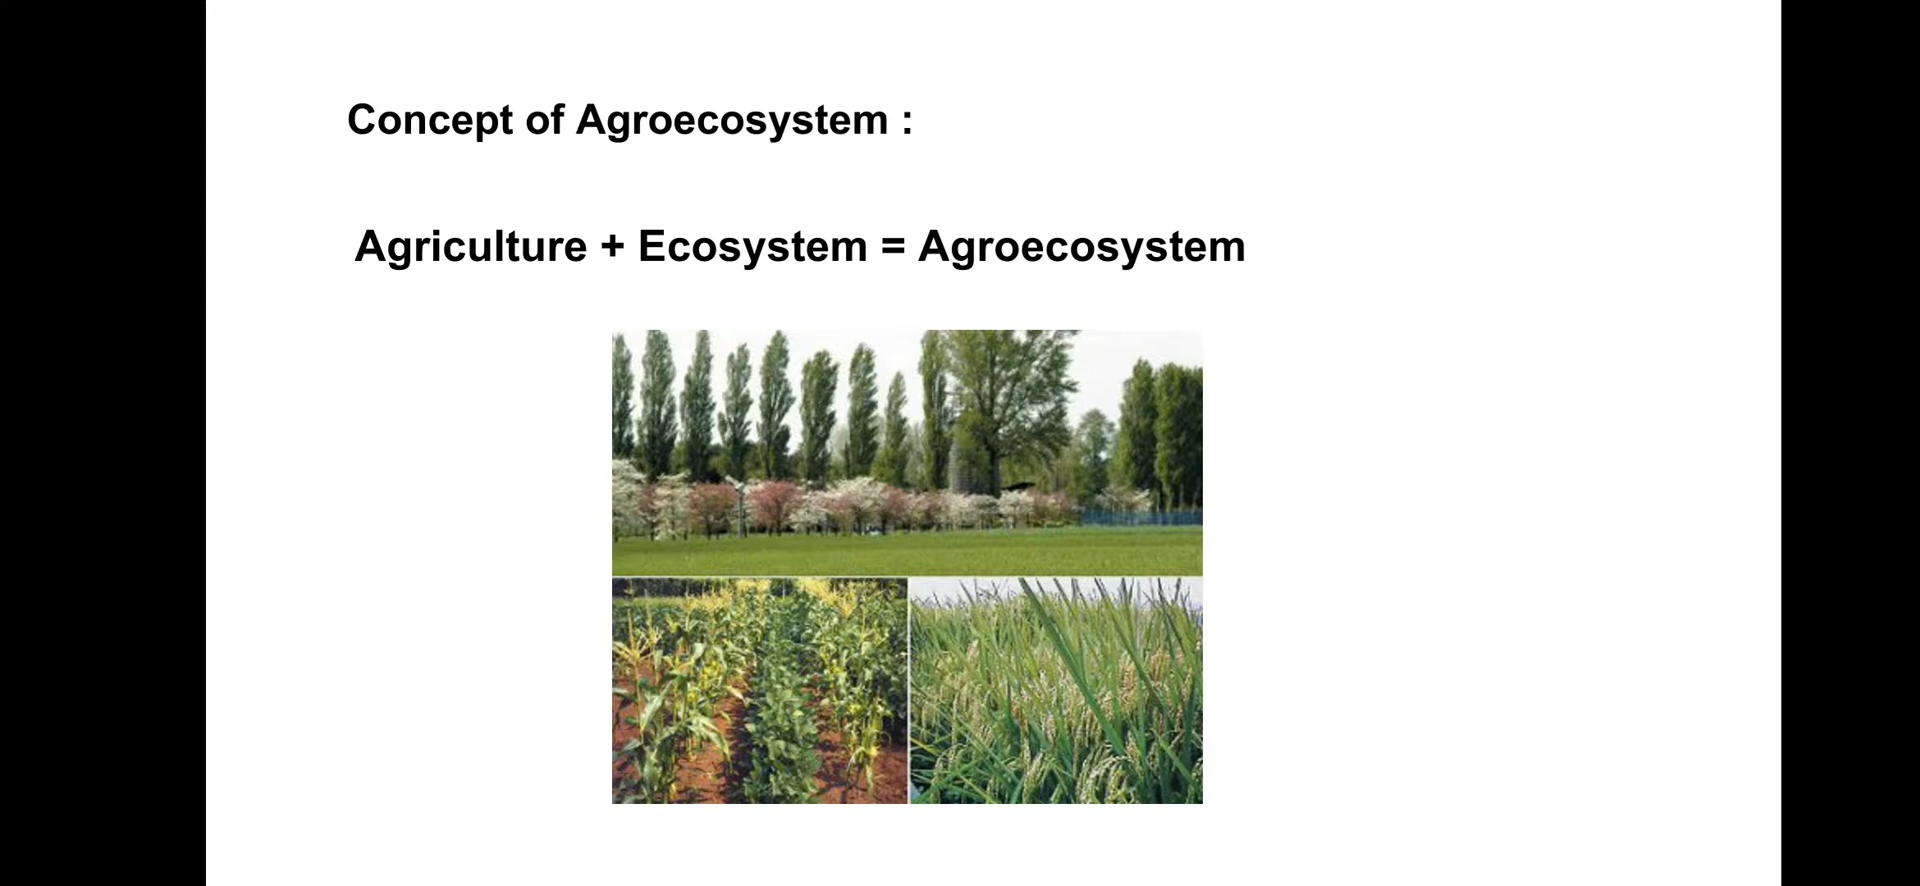 Concept of Agroecosystem :
Agriculture + Ecosystem = Agroecosystem